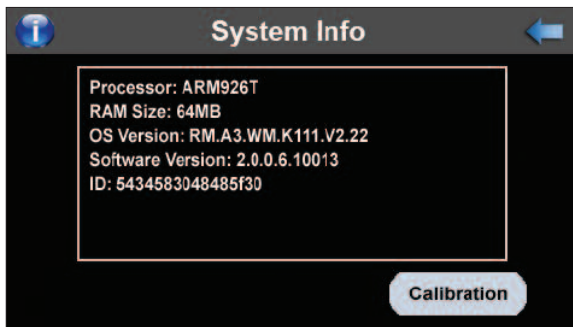 System Info
Processor: ARM926T
RAM Size: 64MB
OS Version: RM.A3.WM.K111.V2.22
Software Version: 2.0.0.6.10013
ID: 5434583048485f30
Calibration